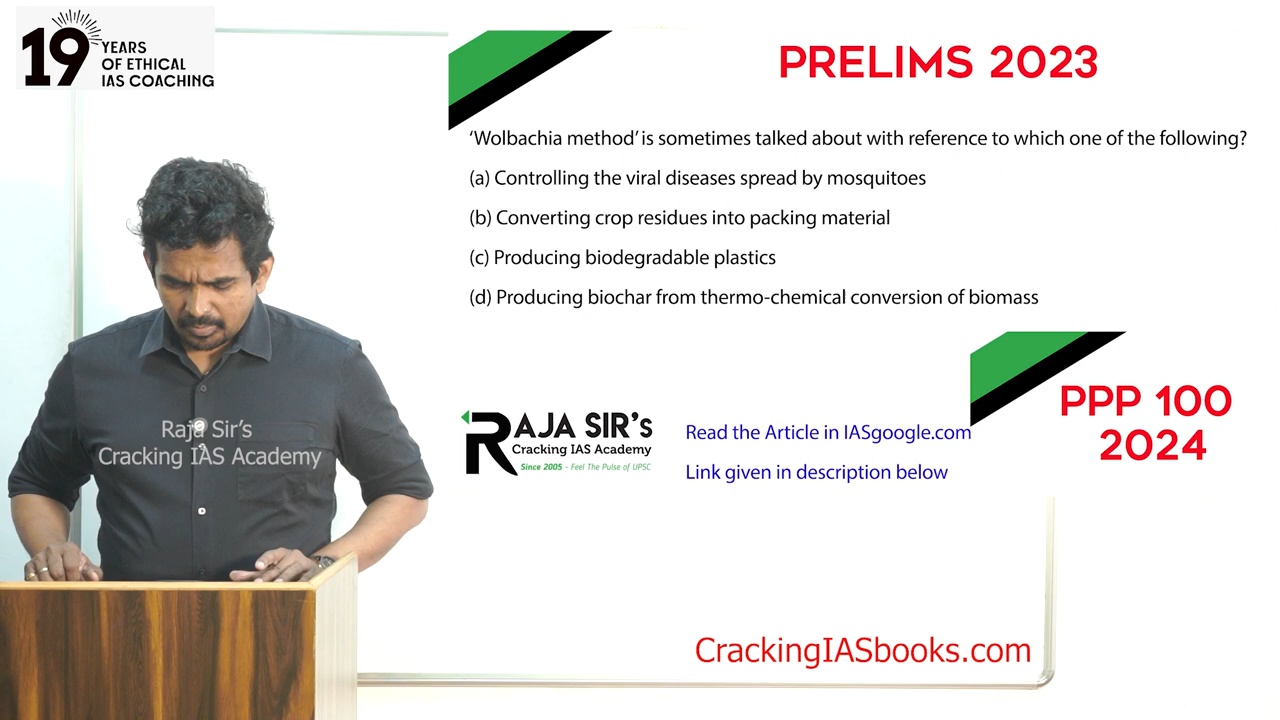 19 YEARS
OF ETHICAL
IAS COACHING
PRELIMS 2023
‘Wolbachia method’ is sometimes talked about with reference to which one of the following?
(a) Controlling the viral diseases spread by mosquitoes
(b) Converting crop residues into packing material
(c) Producing biodegradable plastics
(d) Producing biochar from thermo-chemical conversion of biomass
PPP 100
2024
RAJA SIR’s
Cracking IAS Academy
Since 2005 - Feel The Pulse of UPSC
Read the Article in IASgoogle.com
Link given in description below
Raja Sir’s
Cracking IAS Academy
CrackingIASbooks.com